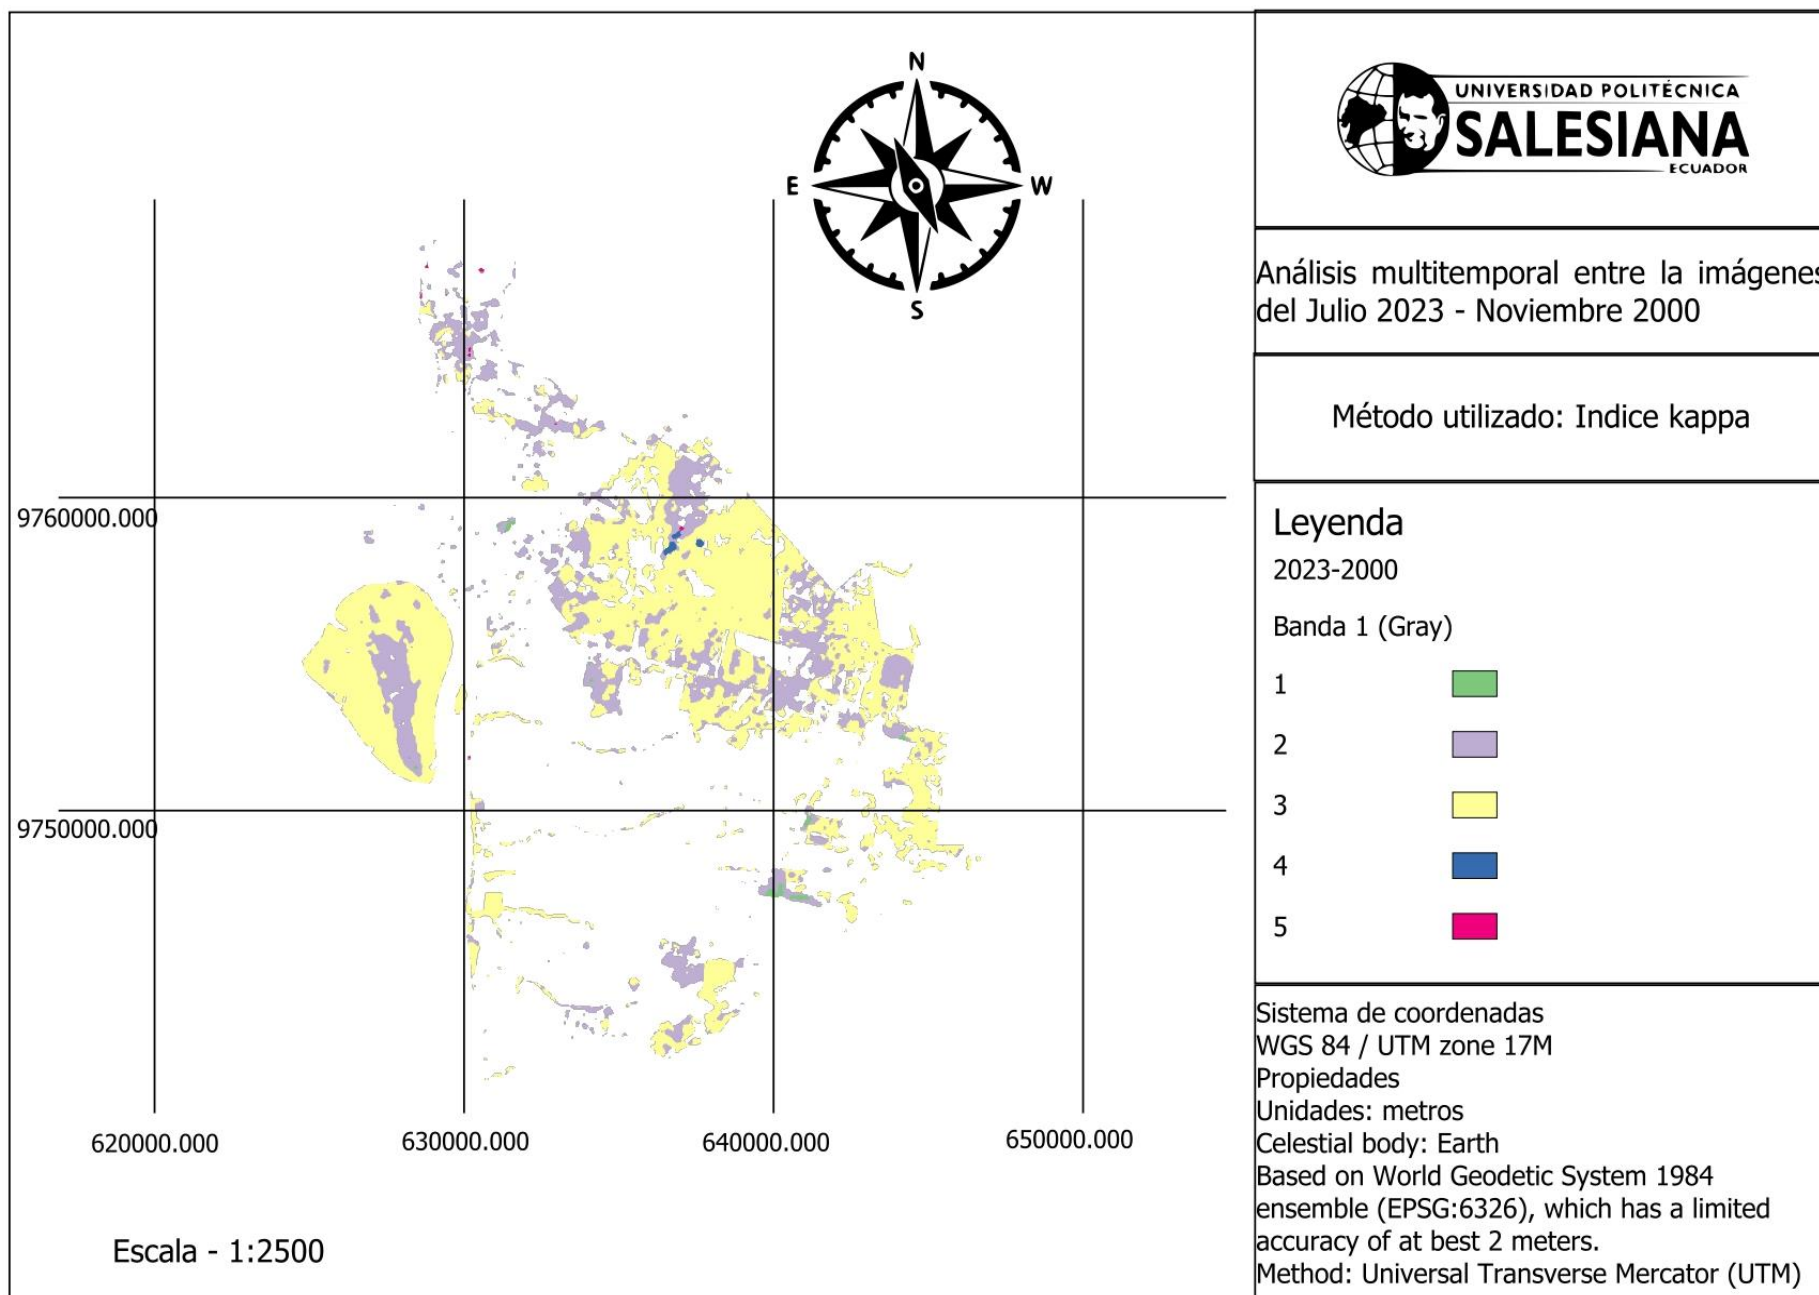 N
E
W
S
UNIVERSIDAD POLITÉCNICA
SALESIANA
ECUADOR
Análisis multitemporal entre la imágenes
del Julio 2023 - Noviembre 2000
Método utilizado: Indice kappa
Leyenda
2023-2000
Banda 1 (Gray)
1
2
3
4
5
9760000.000
9750000.000
620000.000
630000.000
640000.000
650000.000
Escala - 1:2500
Sistema de coordenadas
WGS 84 / UTM zone 17M
Propiedades
Unidades: metros
Celestial body: Earth
Based on World Geodetic System 1984
ensemble (EPSG:6326), which has a limited
accuracy of at best 2 meters.
Method: Universal Transverse Mercator (UTM)